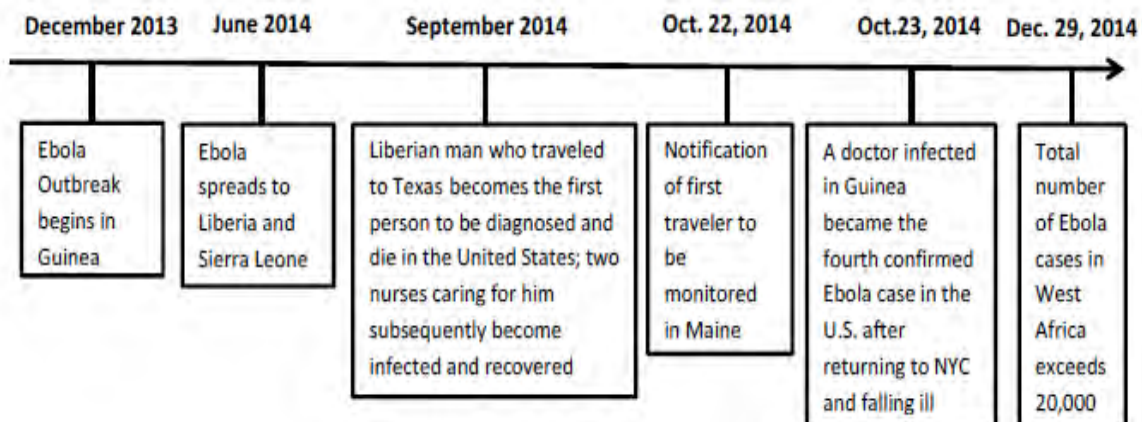 December 2013 June 2014 September 2014 Oct. 22, 2014 Oct.23, 2014 Dec. 29, 2014
Ebola
Outbreak
begins in
Guinea
Ebola
spreads to
Liberia and
Sierra Leone
Liberian man who traveled
to Texas becomes the first
person to be diagnosed and
die in the United States; two
nurses caring for him
subsequently become
infected and recovered
Notification
of first
traveler to
be
monitored
in Maine
A doctor infected
in Guinea
became the
fourth confirmed
Ebola case in the
U.S. after
returning to NYC
and falling ill
Total
number
of Ebola
cases in
West
Africa
exceeds
20,000